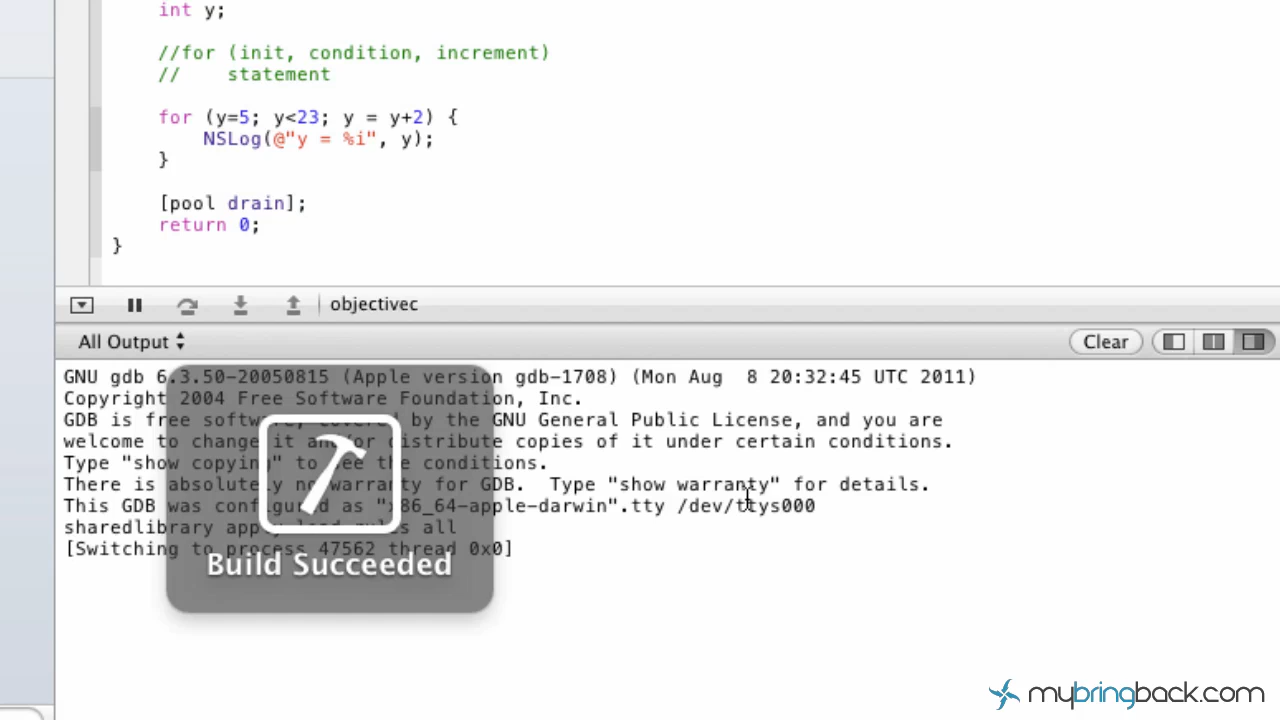 int y;
//for (init, condition, increment)
//    statement
for (y=5; y<23; y = y+2) {
NSLog(@"y = %i", y);
}
[pool drain];
return 0;
}
objectivec
All Output
Clear
GNU gdb 6.3.50-20050815 (Apple version gdb-1708) (Mon Aug  8 20:32:45 UTC 2011)
Copyright 2004 Free Software Foundation, Inc.
GDB is free software, covered by the GNU General Public License, and you are
welcome to change it and/or distribute copies of it under certain conditions.
Type "show copying" to see the conditions.
There is absolutely no warranty for GDB.  Type "show warranty" for details.
This GDB was configured as "x86_64-apple-darwin".tty /dev/ttys000
sharedlibrary apply-load-rules all
[Switching to process 47562 thread 0x0]
Build Succeeded
mybringback.com